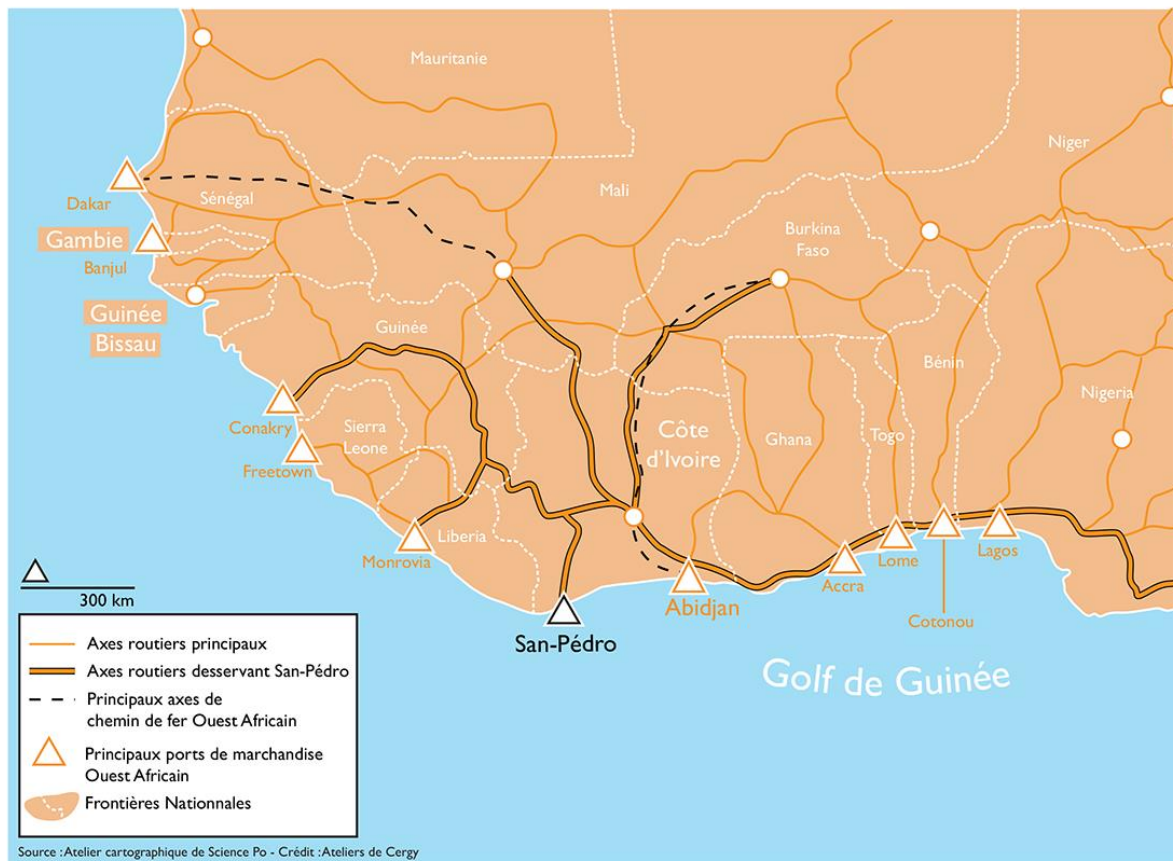 Mauritanie
Niger
Mali
Sénégal
Dakar
Gambie
Banjul
Burkina
Faso
Guinée
Bissau
Guinée
Bénin
Nigeria
Conakry
Sierra
Leone
Freetown
Côte
d'Ivoire
Ghana
Togo
Liberia
Monrovia
Lome
Lagos
Accra
Abidjan
Cotonou
San-Pédro
Golf de Guinée
300 km
Axes routiers principaux
Axes routiers desservant San-Pédro
Principaux axes de
chemin de fer Ouest Africain
Principaux ports de marchandise
Ouest Africain
Frontières Nationnales
Source : Atelier cartographique de Science Po - Crédit : Ateliers de Cergy